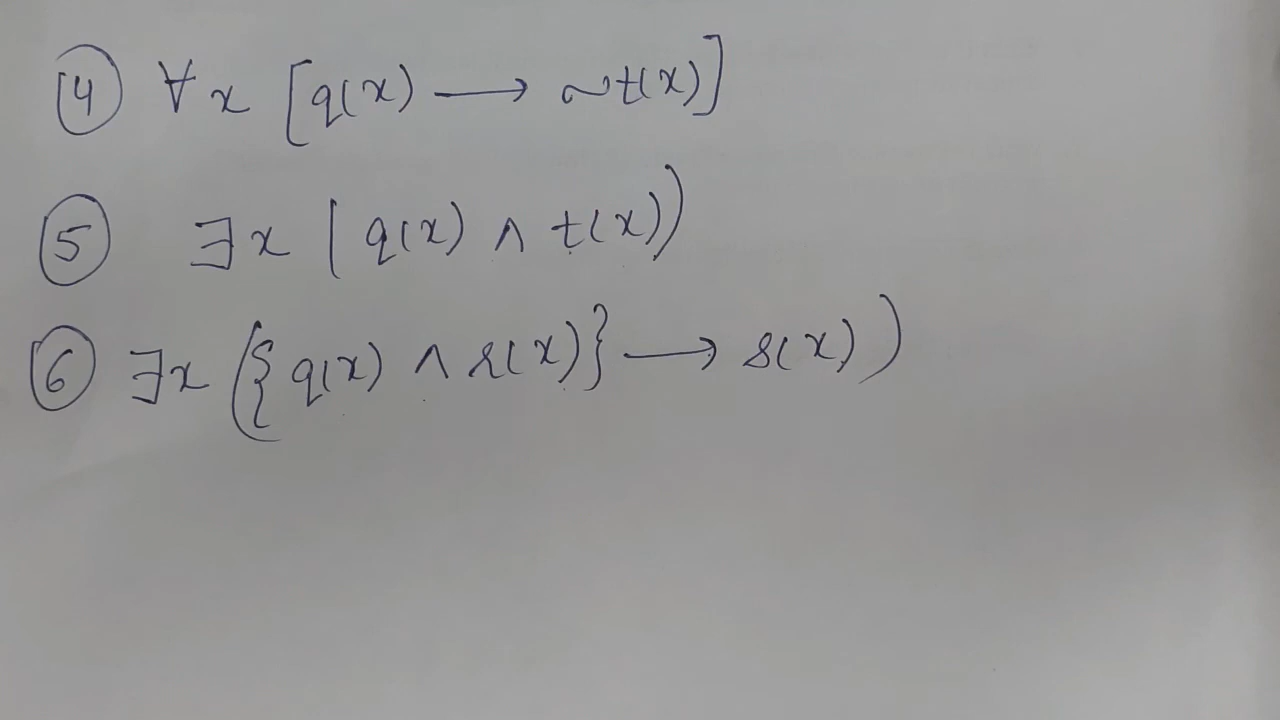 ④ ∀x [q(x) ⟶ ~t(x)]
⑤ ∃x (q(x) ∧ t(x))
⑥ ∃x ({q(x) ∧ r(x)} ⟶ s(x))